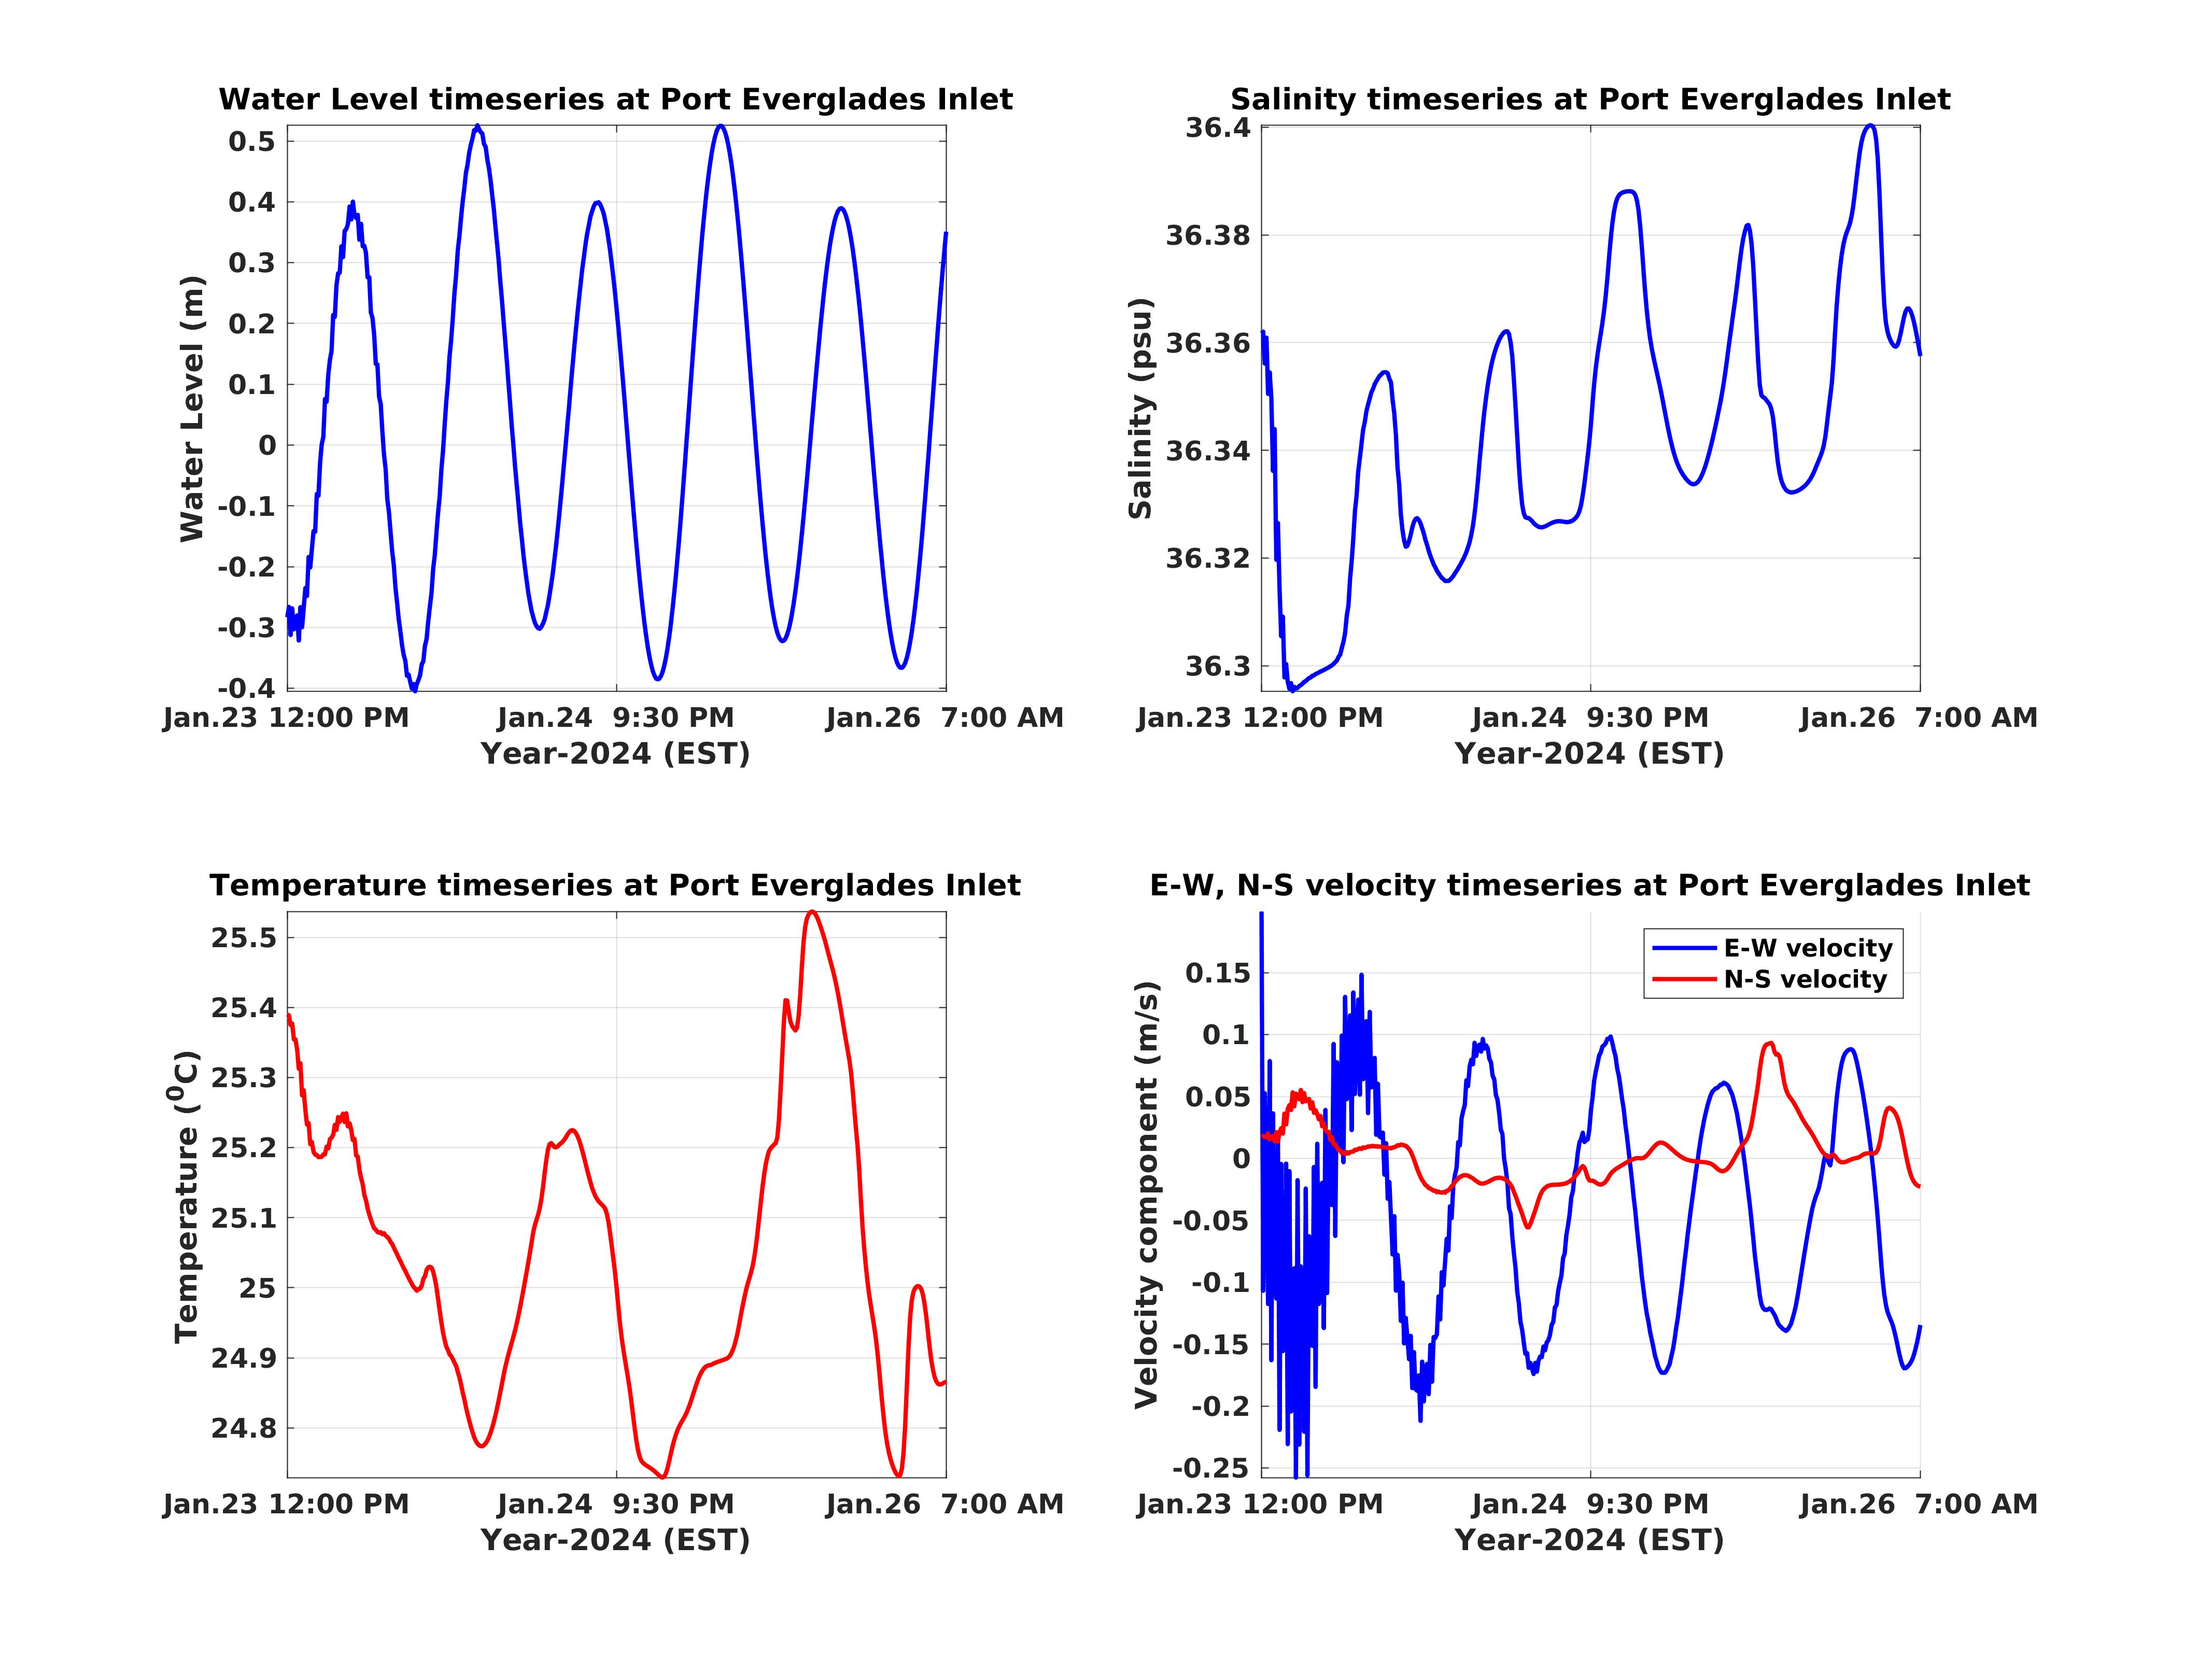 Water Level timeseries at Port Everglades Inlet
0.5
0.4
0.3
0.2
0.1
0
-0.1
-0.2
-0.3
-0.4
Water Level (m)
Jan.23 12:00 PM Jan.24 9:30 PM Jan.26 7:00 AM
Year-2024 (EST)
Salinity timeseries at Port Everglades Inlet
36.4
36.38
36.36
36.34
36.32
36.3
Salinity (psu)
Jan.23 12:00 PM Jan.24 9:30 PM Jan.26 7:00 AM
Year-2024 (EST)
Temperature timeseries at Port Everglades Inlet
25.5
25.4
25.3
25.2
25.1
25
24.9
24.8
Temperature (⁰C)
Jan.23 12:00 PM Jan.24 9:30 PM Jan.26 7:00 AM
Year-2024 (EST)
E-W, N-S velocity timeseries at Port Everglades Inlet
E-W velocity
N-S velocity
0.15
0.1
0.05
0
-0.05
-0.1
-0.15
-0.2
-0.25
Velocity component (m/s)
Jan.23 12:00 PM Jan.24 9:30 PM Jan.26 7:00 AM
Year-2024 (EST)